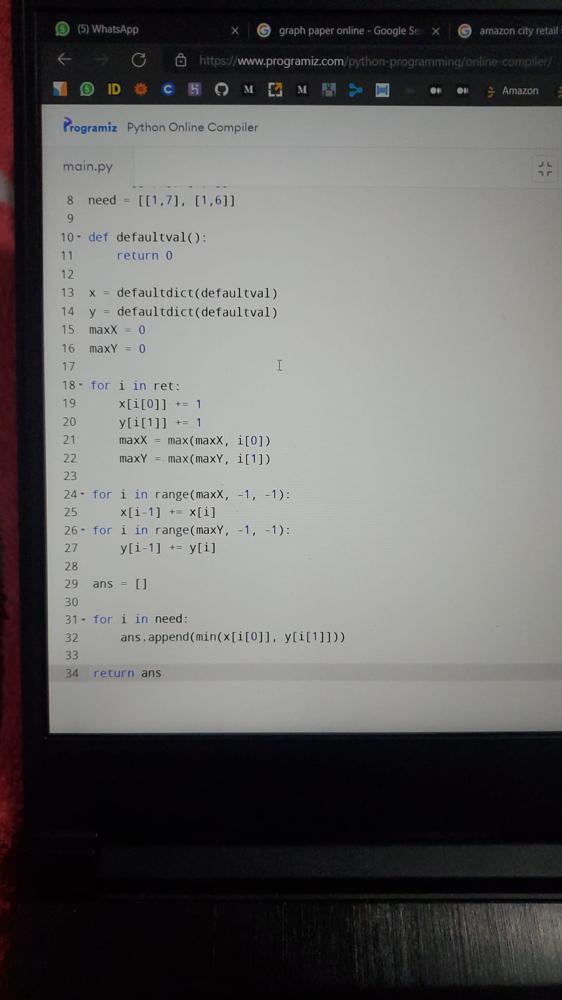 (5) WhatsApp
graph paper online - Google Se
amazon city retail
https://www.programiz.com/python-programming/online-compiler/
ID
C
M
M
Amazon
Programiz Python Online Compiler
main.py
8 need = [[1,7], [1,6]]
9
10 def defaultval():
11 return 0
12
13 x = defaultdict(defaultval)
14 y = defaultdict(defaultval)
15 maxX = 0
16 maxY = 0
17
18 for i in ret:
19 x[i[0]] += 1
20 y[i[1]] += 1
21 maxX = max(maxX, i[0])
22 maxY = max(maxY, i[1])
23
24 for i in range(maxX, -1, -1):
25 x[i-1] += x[i]
26 for i in range(maxY, -1, -1):
27 y[i-1] += y[i]
28
29 ans = []
30
31 for i in need:
32 ans.append(min(x[i[0]], y[i[1]]))
33
34 return ans